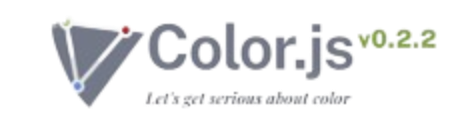 Color.js v0.2.2
Let's get serious about color